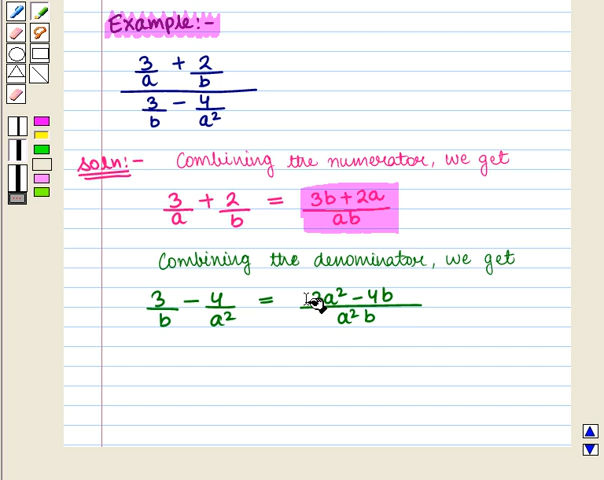 Example:-
3/a + 2/b
3/b - 4/a²
Soln:- Combining the numerator, we get
3/a + 2/b = 3b + 2a/ab
Combining the denominator, we get
3/b - 4/a² = 3a² - 4b/a²b